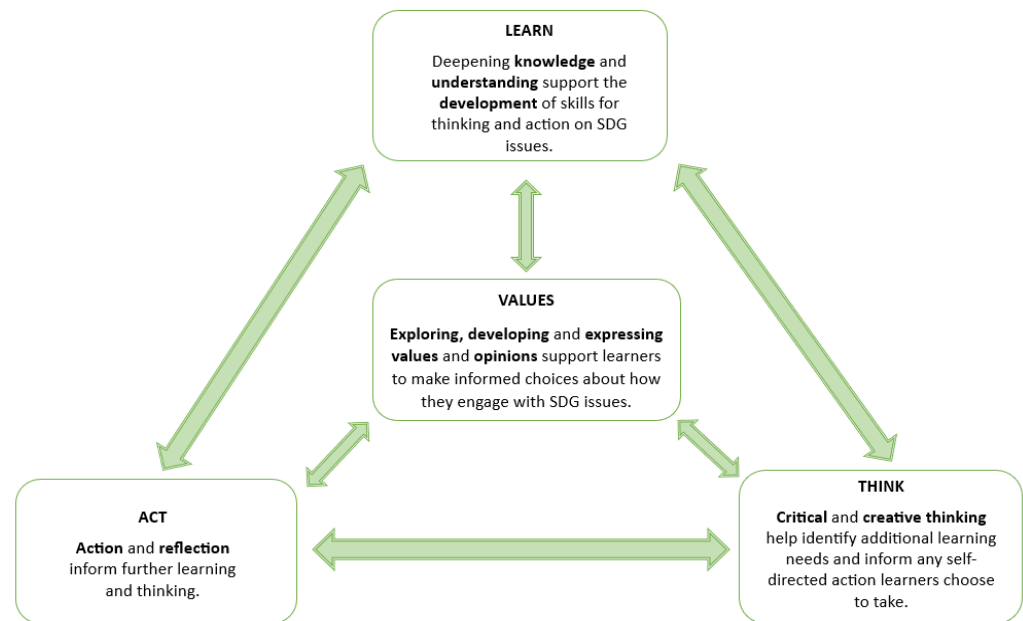 LEARN
Deepening knowledge and
understanding support the
development of skills for
thinking and action on SDG
issues.
VALUES
Exploring, developing and expressing
values and opinions support learners
to make informed choices about how
they engage with SDG issues.
ACT
Action and reflection
inform further learning
and thinking.
THINK
Critical and creative thinking
help identify additional learning
needs and inform any self-
directed action learners choose
to take.